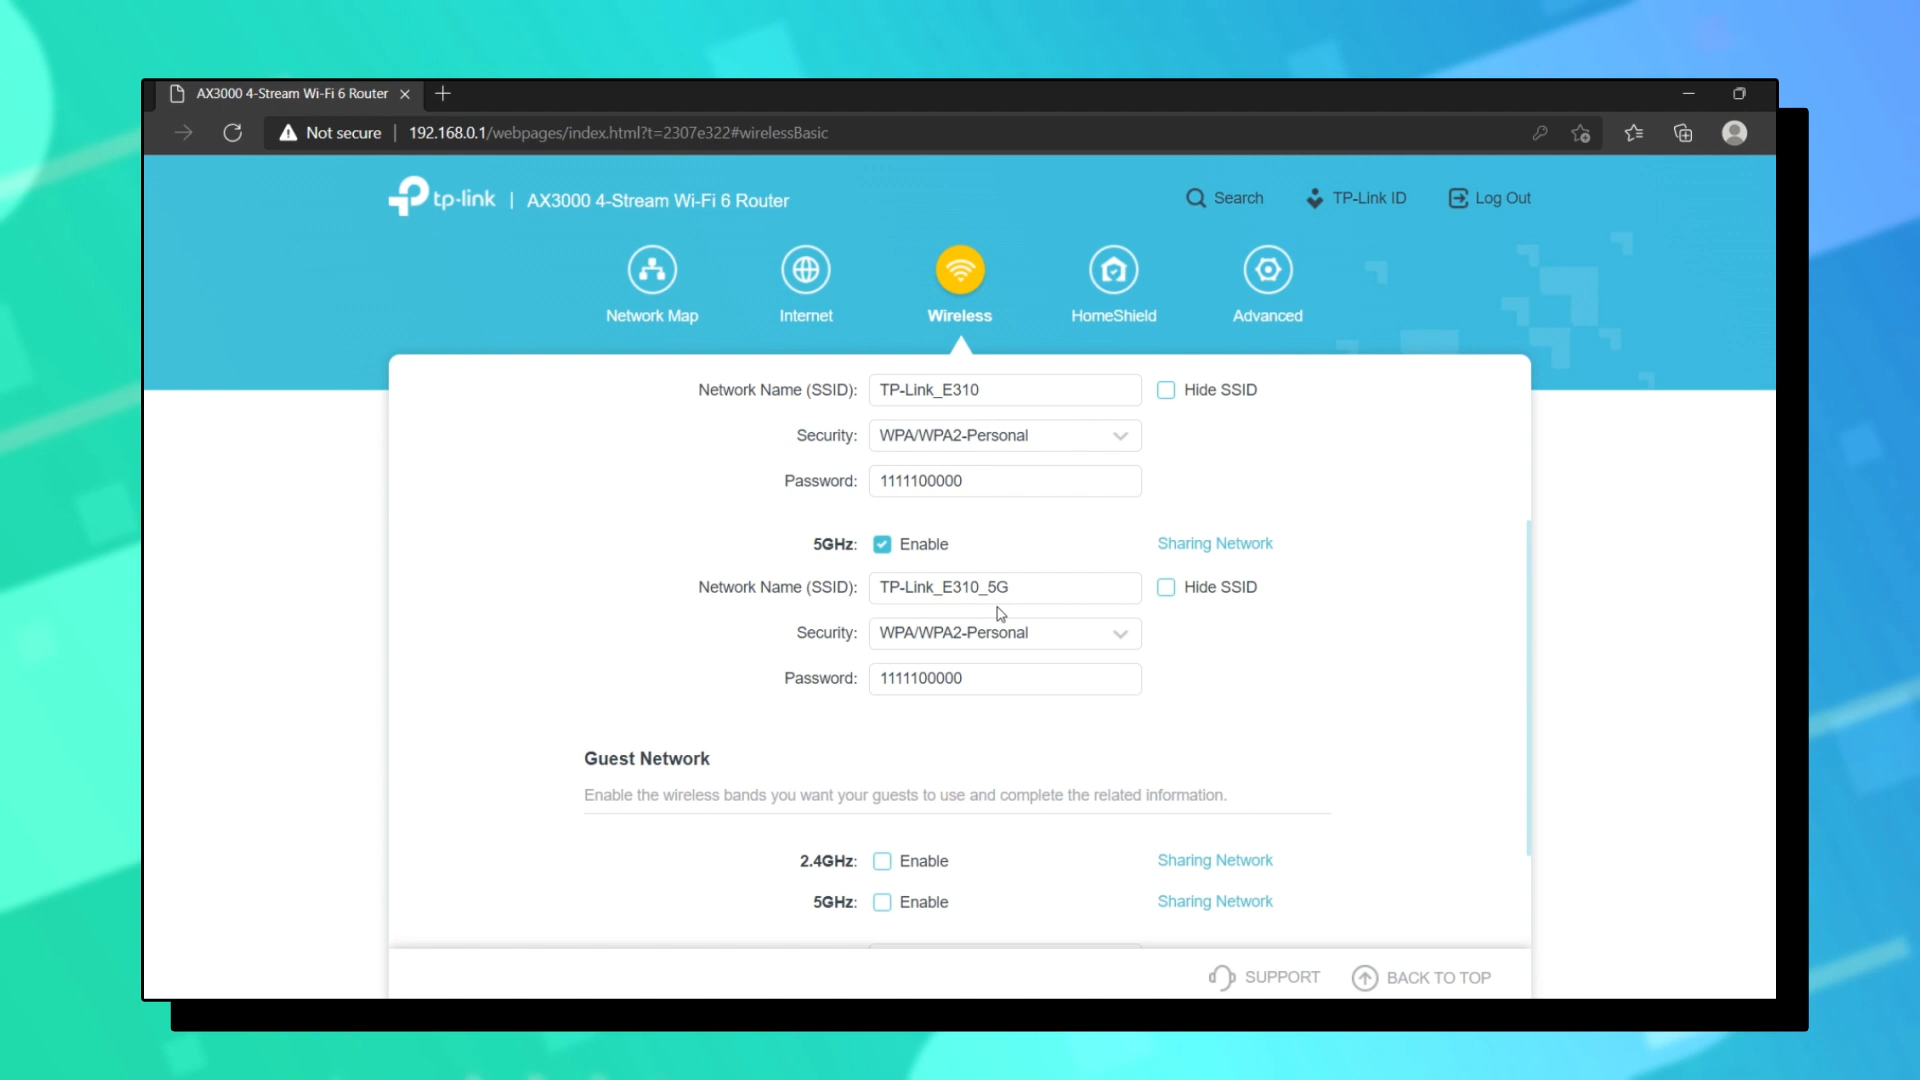 AX3000 4-Stream Wi-Fi 6 Router
Not secure | 192.168.0.1/webpages/index.html?t=2307e322#wirelessBasic
tp-link | AX3000 4-Stream Wi-Fi 6 Router
Search TP-Link ID Log Out
Network Map Internet Wireless HomeShield Advanced
Network Name (SSID): TP-Link_E310 Hide SSID
Security: WPA/WPA2-Personal
Password: 1111100000
5GHz: Enable Sharing Network
Network Name (SSID): TP-Link_E310_5G Hide SSID
Security: WPA/WPA2-Personal
Password: 1111100000
Guest Network
Enable the wireless bands you want your guests to use and complete the related information.
2.4GHz: Enable Sharing Network
5GHz: Enable Sharing Network
SUPPORT BACK TO TOP